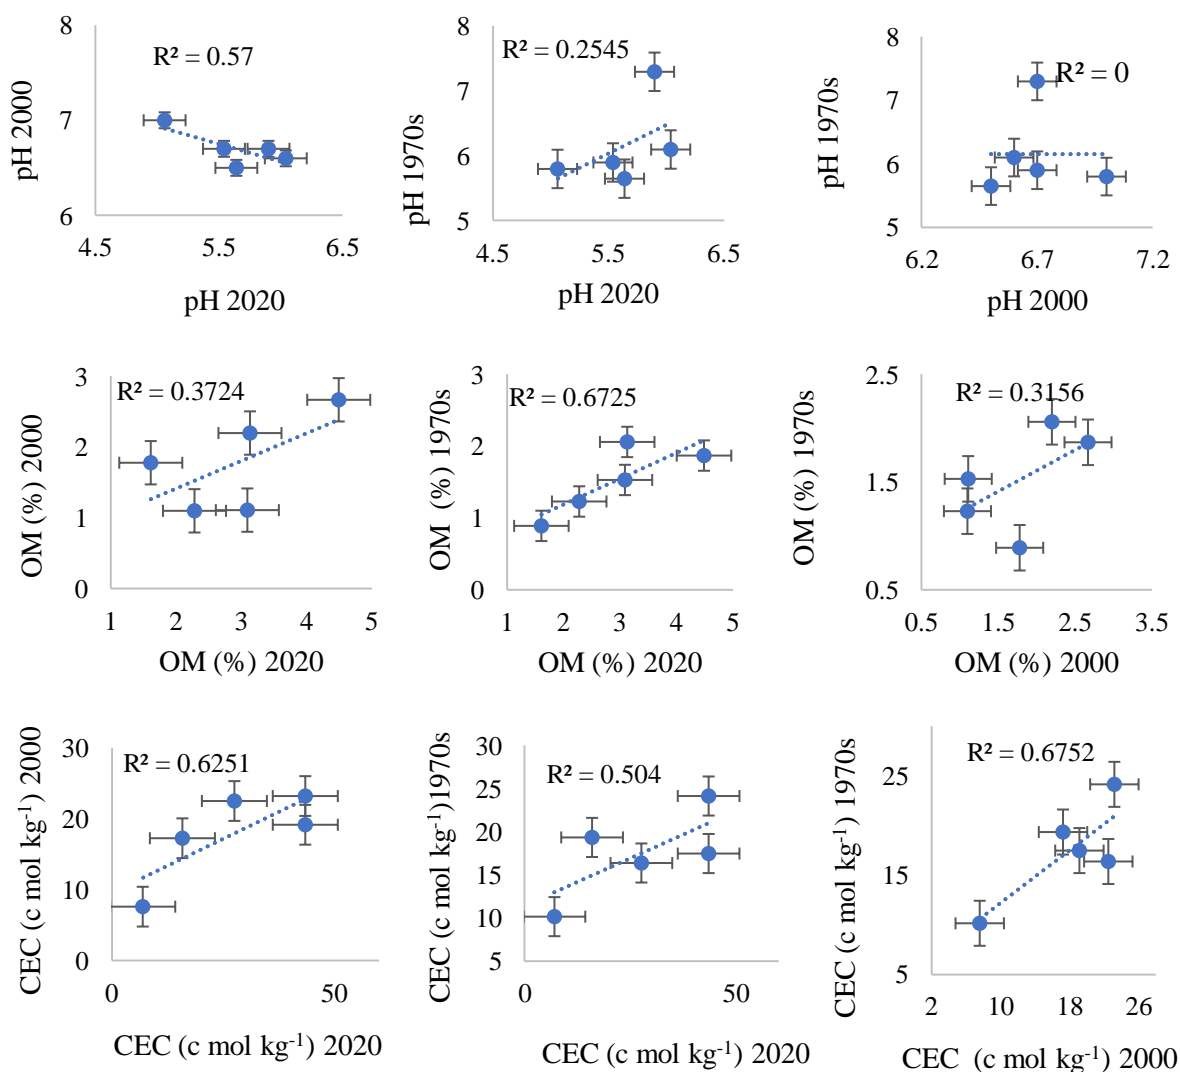 R² = 0.57
pH 2000
8
7
6
4.5 5.5 6.5
pH 2020
R² = 0.2545
pH 1970s
8
7
6
5
4.5 5.5 6.5
pH 2020
R² = 0
pH 1970s
8
7
6
5
6.2 6.7 7.2
pH 2000
R² = 0.3724
OM (%) 2000
3
2
1
0
1 2 3 4 5
OM (%) 2020
R² = 0.6725
OM (%) 1970s
3
2
1
0
1 2 3 4 5
OM (%) 2020
R² = 0.3156
OM (%) 1970s
2.5
1.5
0.5
0.5 1.5 2.5 3.5
OM (%) 2000
R² = 0.6251
CEC (c mol kg⁻¹) 2000
30
20
10
0
0 50
CEC (c mol kg⁻¹) 2020
R² = 0.504
CEC (c mol kg⁻¹)1970s
30
25
20
15
10
5
0 50
CEC (c mol kg⁻¹) 2020
R² = 0.6752
CEC (c mol kg⁻¹) 1970s
25
15
5
2 10 18 26
CEC (c mol kg⁻¹) 2000